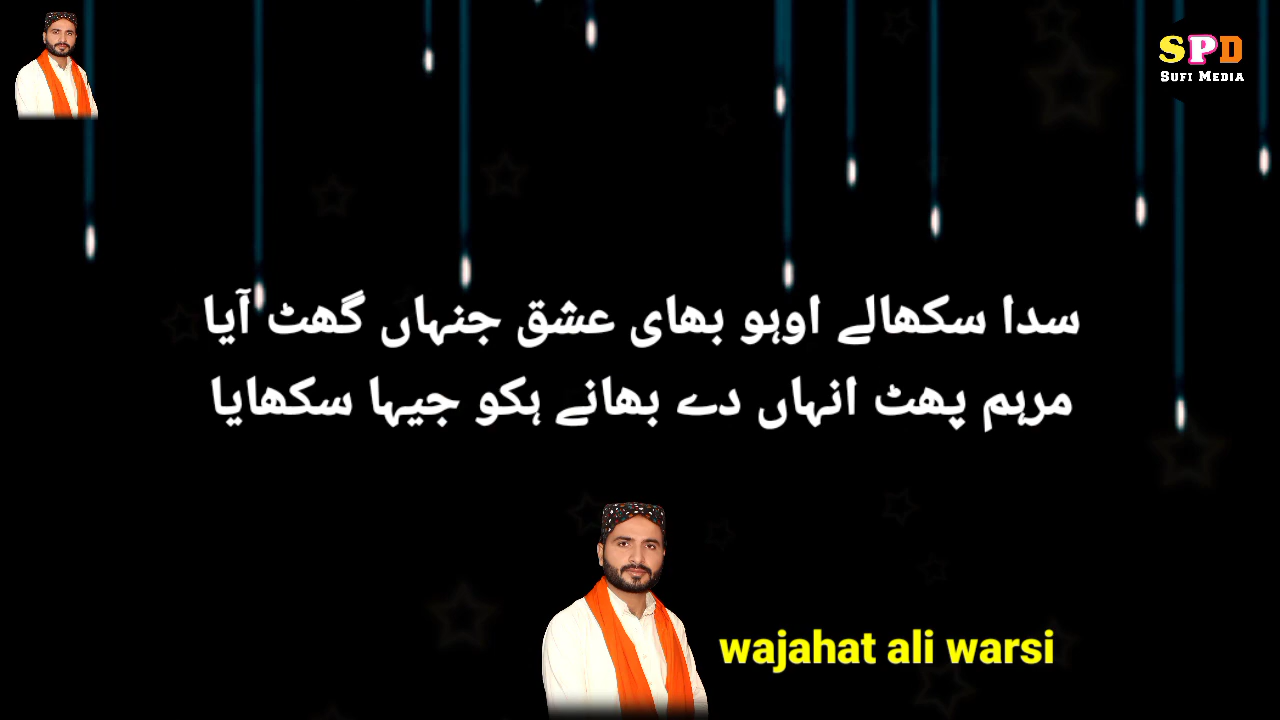 SPD
SUFI MEDIA
سدا سکھالے اوہو بھای عشق جنہاں گھٹ آیا
مرہم پھٹ انہاں دے بھانے ہکو جیہا سکھایا
wajahat ali warsi